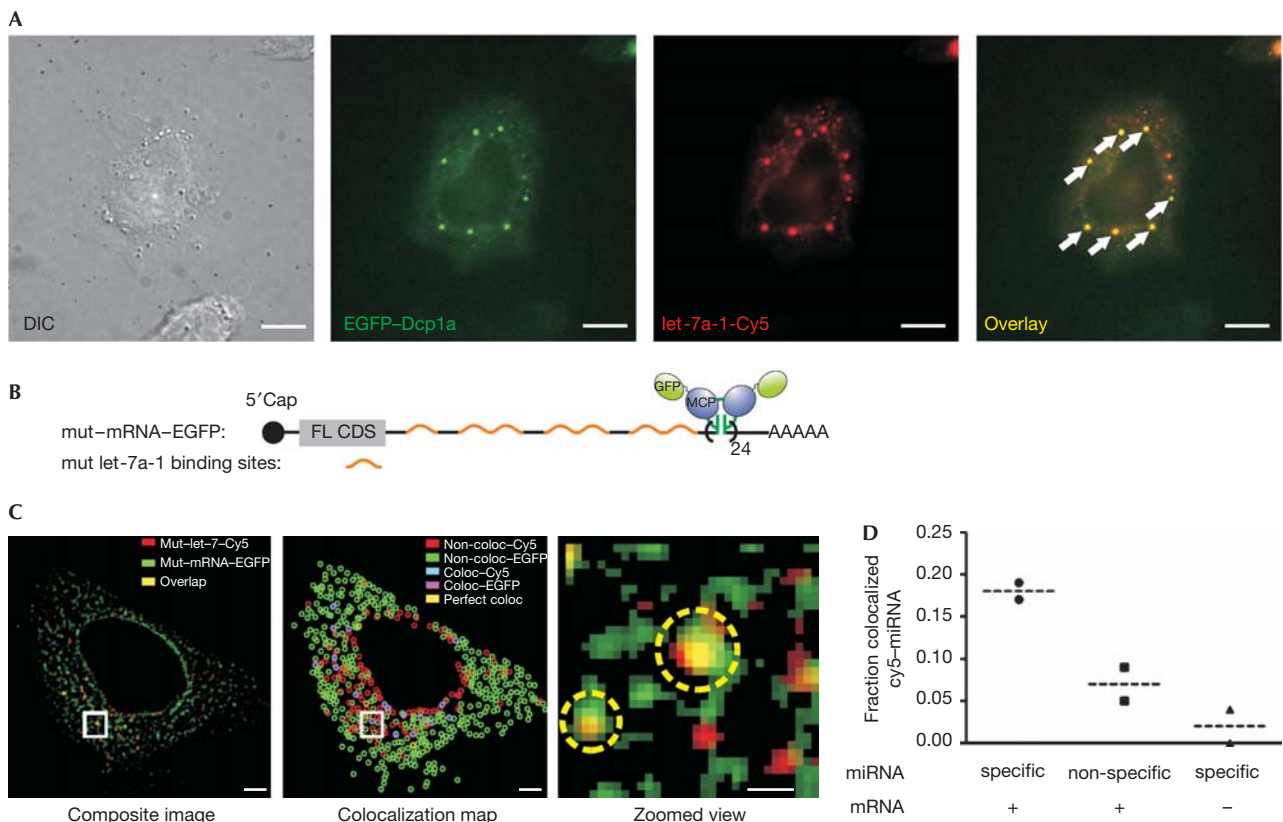 A
DIC
EGFP–Dcp1a
let-7a-1-Cy5
Overlay
B
5′Cap
mut–mRNA–EGFP:
FL CDS
GFP
MCP
24
AAAAA
mut let-7a-1 binding sites:
C
Mut–let-7–Cy5
Mut–mRNA–EGFP
Overlap
Composite image
Non-coloc–Cy5
Non-coloc–EGFP
Coloc–Cy5
Coloc–EGFP
Perfect coloc
Colocalization map
Zoomed view
D
Fraction colocalized
cy5–miRNA
0.25
0.20
0.15
0.10
0.05
0.00
miRNA specific non-specific specific
mRNA + + –